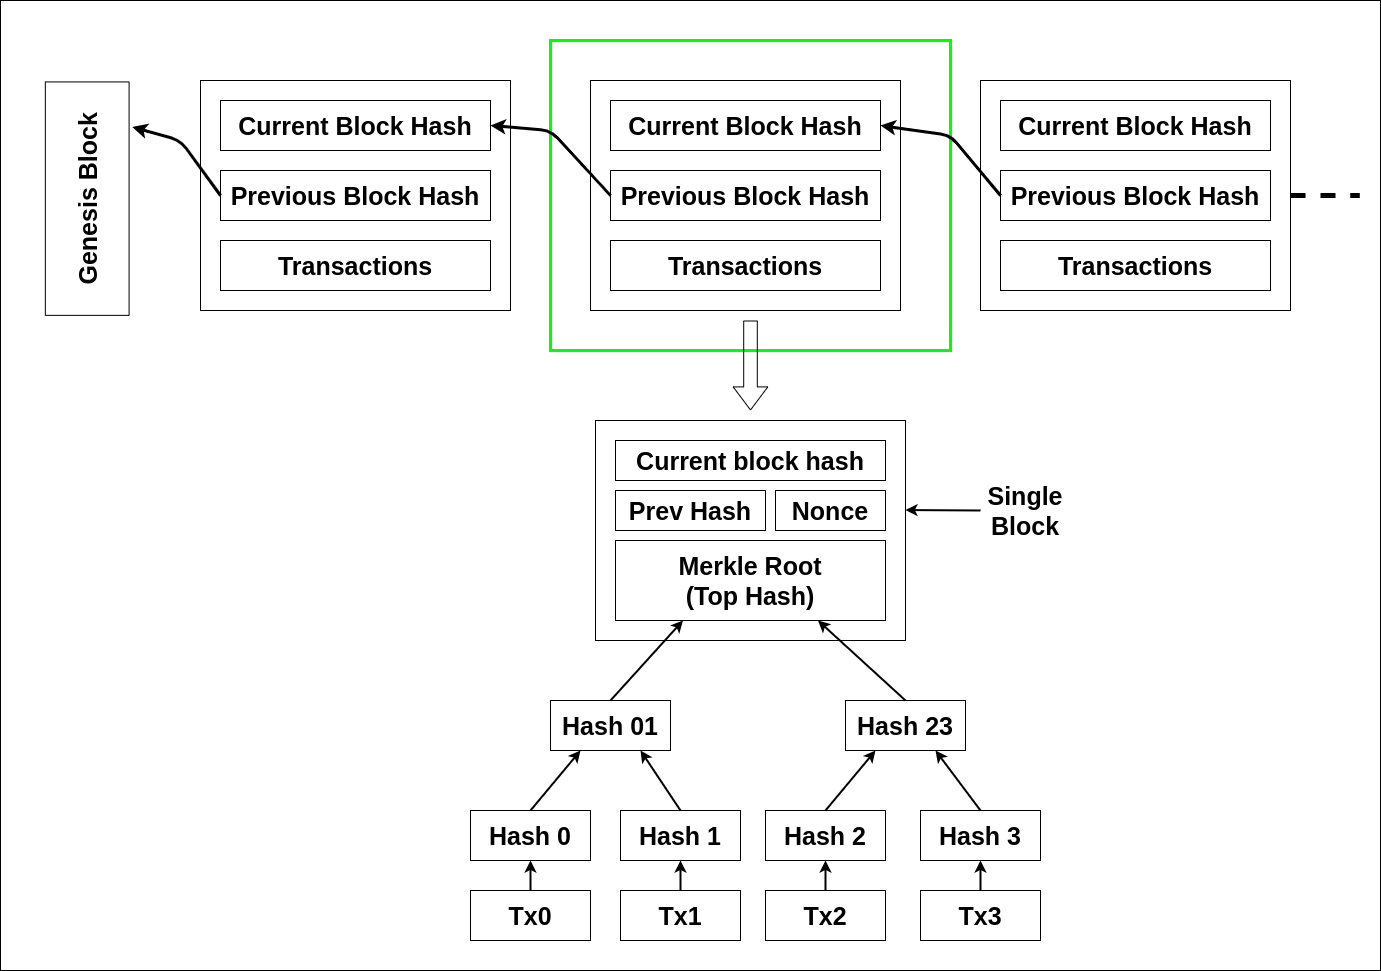 Genesis Block
Current Block Hash
Previous Block Hash
Transactions
Current Block Hash
Previous Block Hash
Transactions
Current Block Hash
Previous Block Hash
Transactions
Current block hash
Prev Hash
Nonce
Merkle Root
(Top Hash)
Single
Block
Hash 01
Hash 23
Hash 0
Hash 1
Hash 2
Hash 3
Tx0
Tx1
Tx2
Tx3